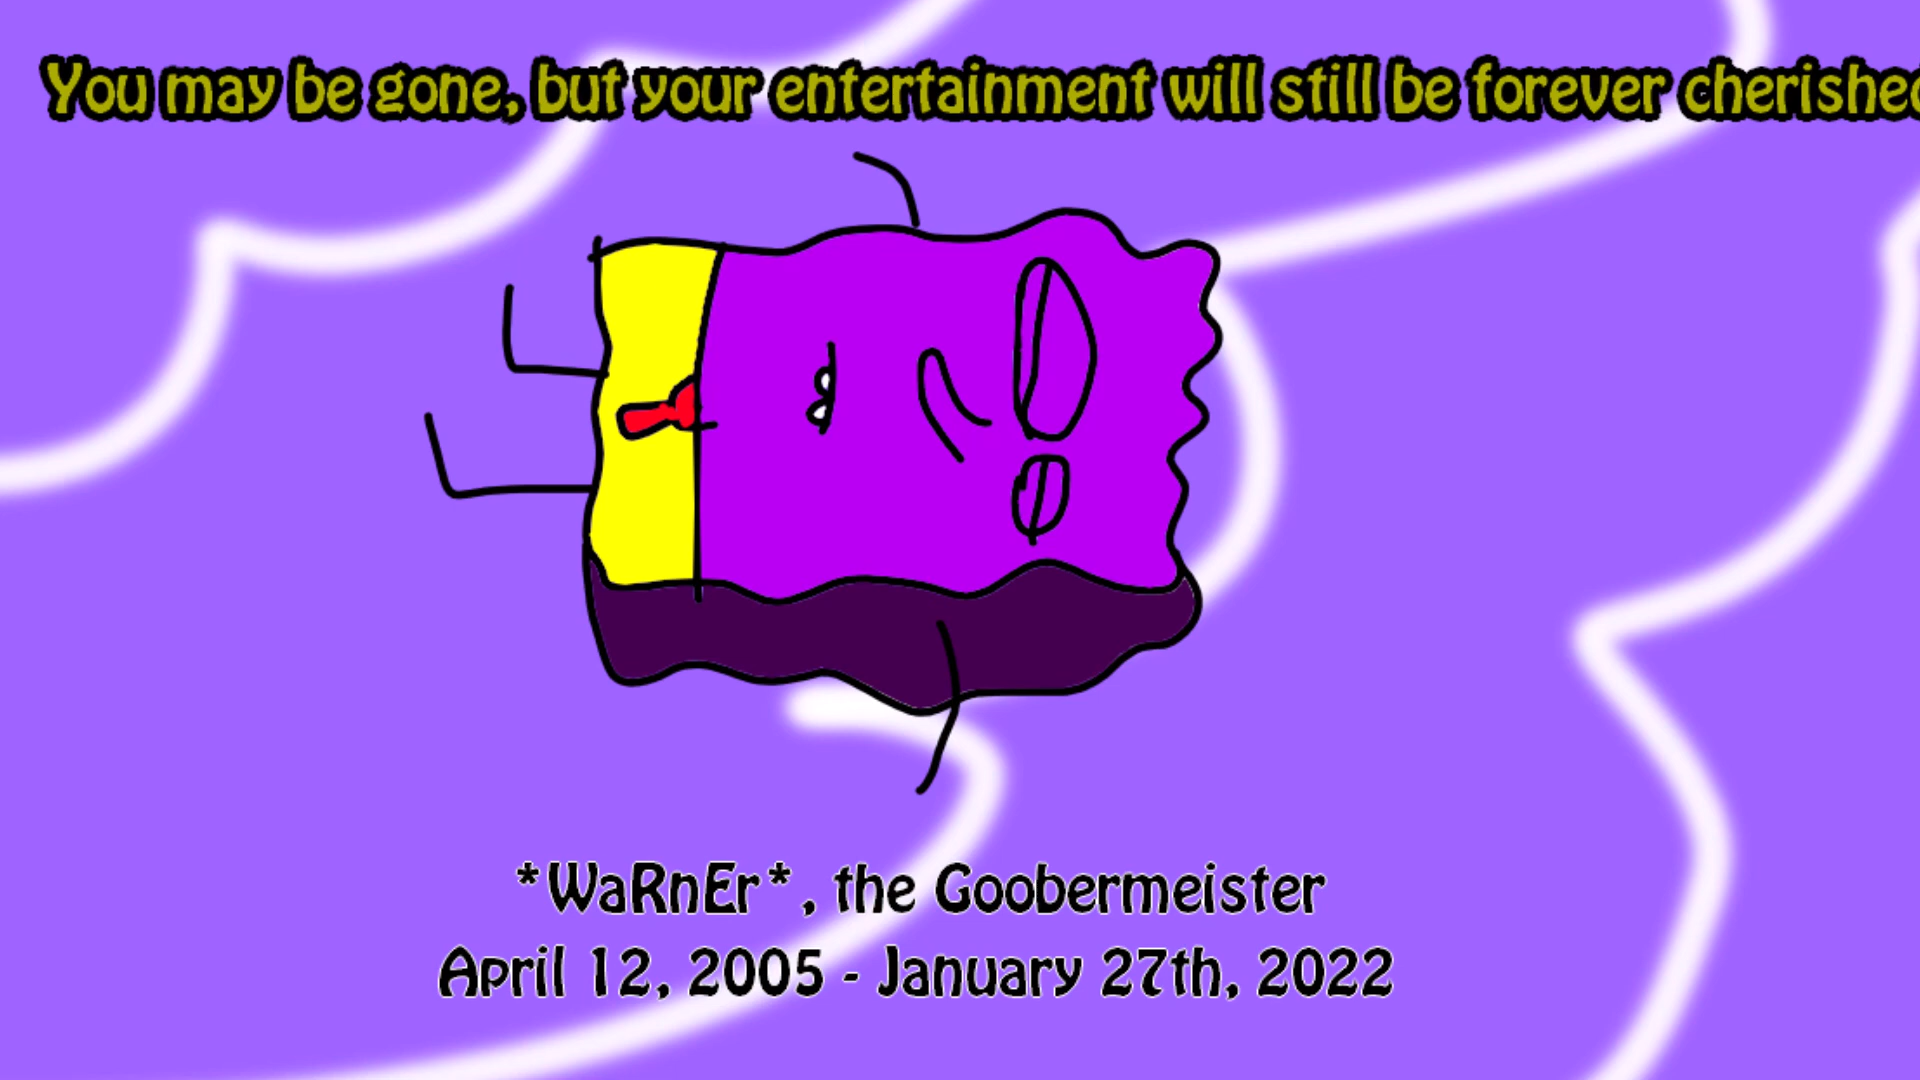 You may be gone, but your entertainment will still be forever cherished
*WaRnEr*, the Goobermeister
April 12, 2005 - January 27th, 2022